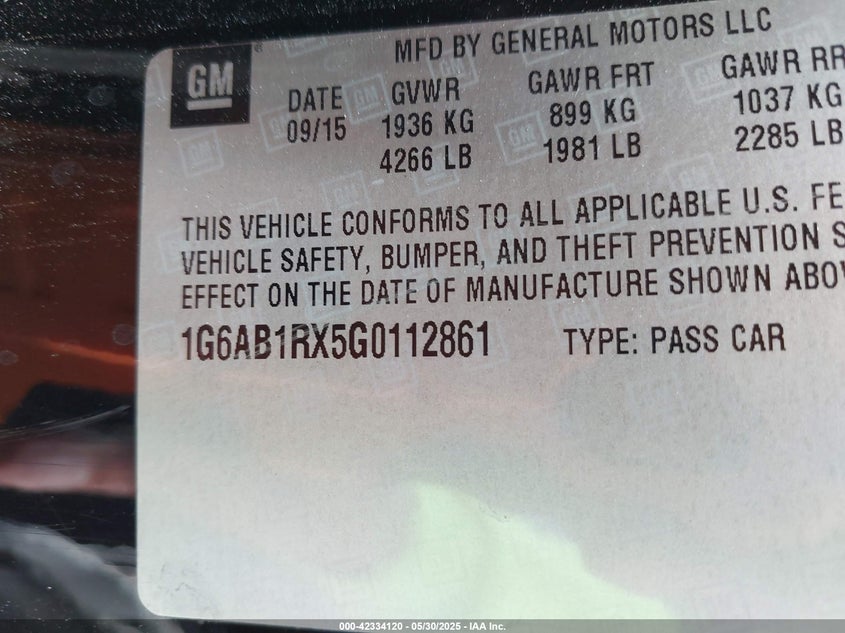 MFD BY GENERAL MOTORS LLC
GM
DATE GVWR GAWR FRT GAWR RR
09/15 1936 KG 899 KG 1037 KG
4266 LB 1981 LB 2285 LB
THIS VEHICLE CONFORMS TO ALL APPLICABLE U.S. FE
VEHICLE SAFETY, BUMPER, AND THEFT PREVENTION S
EFFECT ON THE DATE OF MANUFACTURE SHOWN ABOV
1G6AB1RX5G0112861 TYPE: PASS CAR
000-42334120 - 05/30/2025 - IAA Inc.